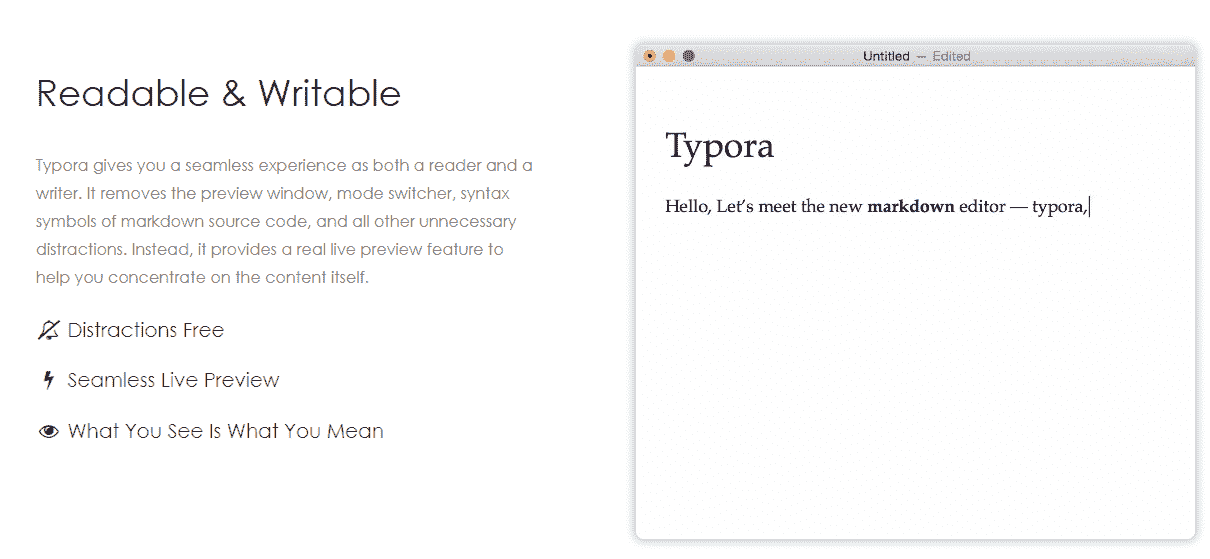 Readable & Writable
Typora gives you a seamless experience as both a reader and a
writer. It removes the preview window, mode switcher, syntax
symbols of markdown source code, and all other unnecessary
distractions. Instead, it provides a real live preview feature to
help you concentrate on the content itself.
Distractions Free
Seamless Live Preview
What You See Is What You Mean
Untitled — Edited
Typora
Hello, Let’s meet the new markdown editor — typora,